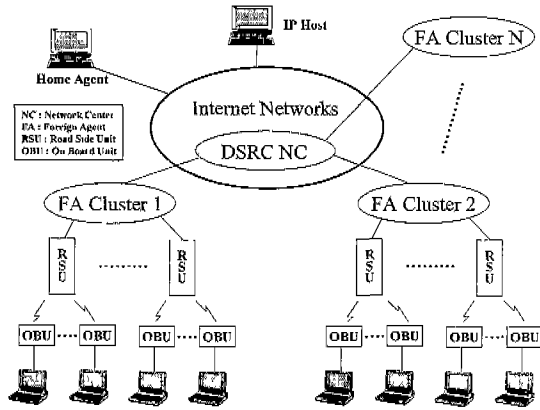 IP Host
FA Cluster N
Home Agent
Internet Networks
NC : Network Center
FA : Foreign Agent
RSU : Road Side Unit
OBU : On Board Unit
DSRC NC
FA Cluster 1
FA Cluster 2
RSU
RSU
RSU
RSU
OBU
OBU
OBU
OBU
OBU
OBU
OBU
OBU